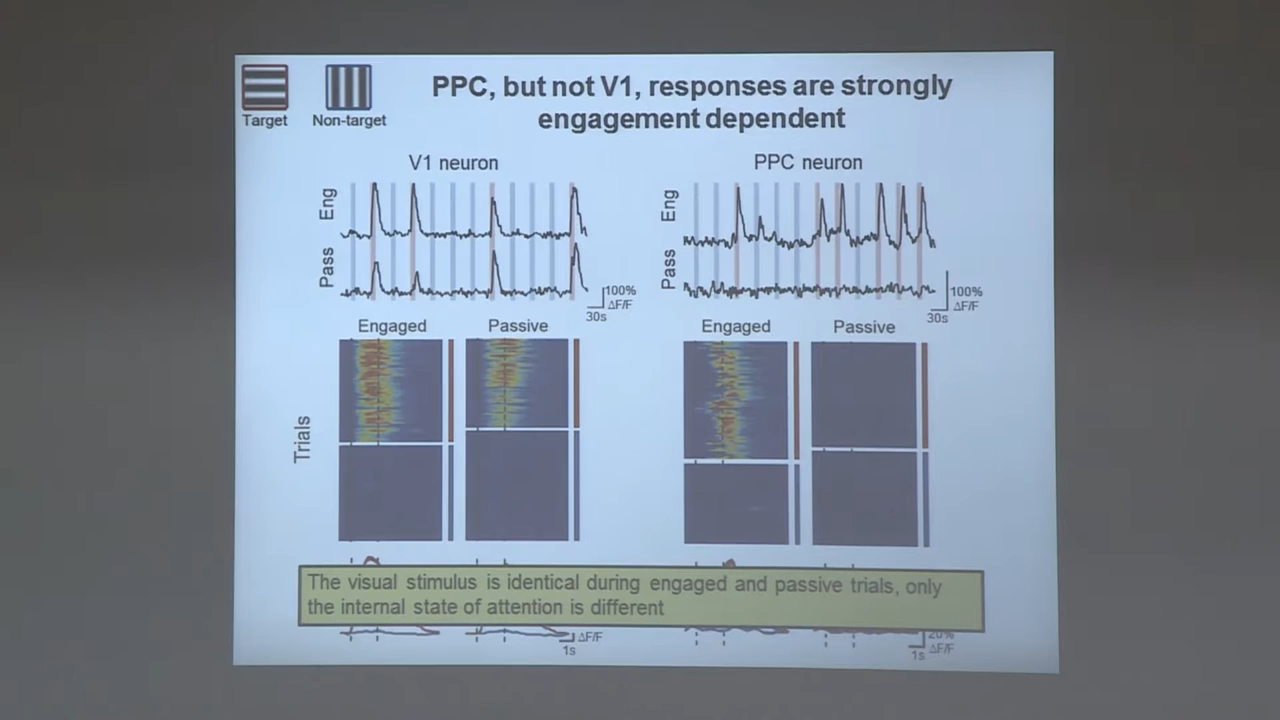 Target
Non-target
PPC, but not V1, responses are strongly
engagement dependent
V1 neuron
PPC neuron
Eng
Pass
100%
ΔF/F
30s
Eng
Pass
100%
ΔF/F
30s
Engaged
Passive
Engaged
Passive
Trials
The visual stimulus is identical during engaged and passive trials, only
the internal state of attention is different
ΔF/F
1s
20%
ΔF/F
1s